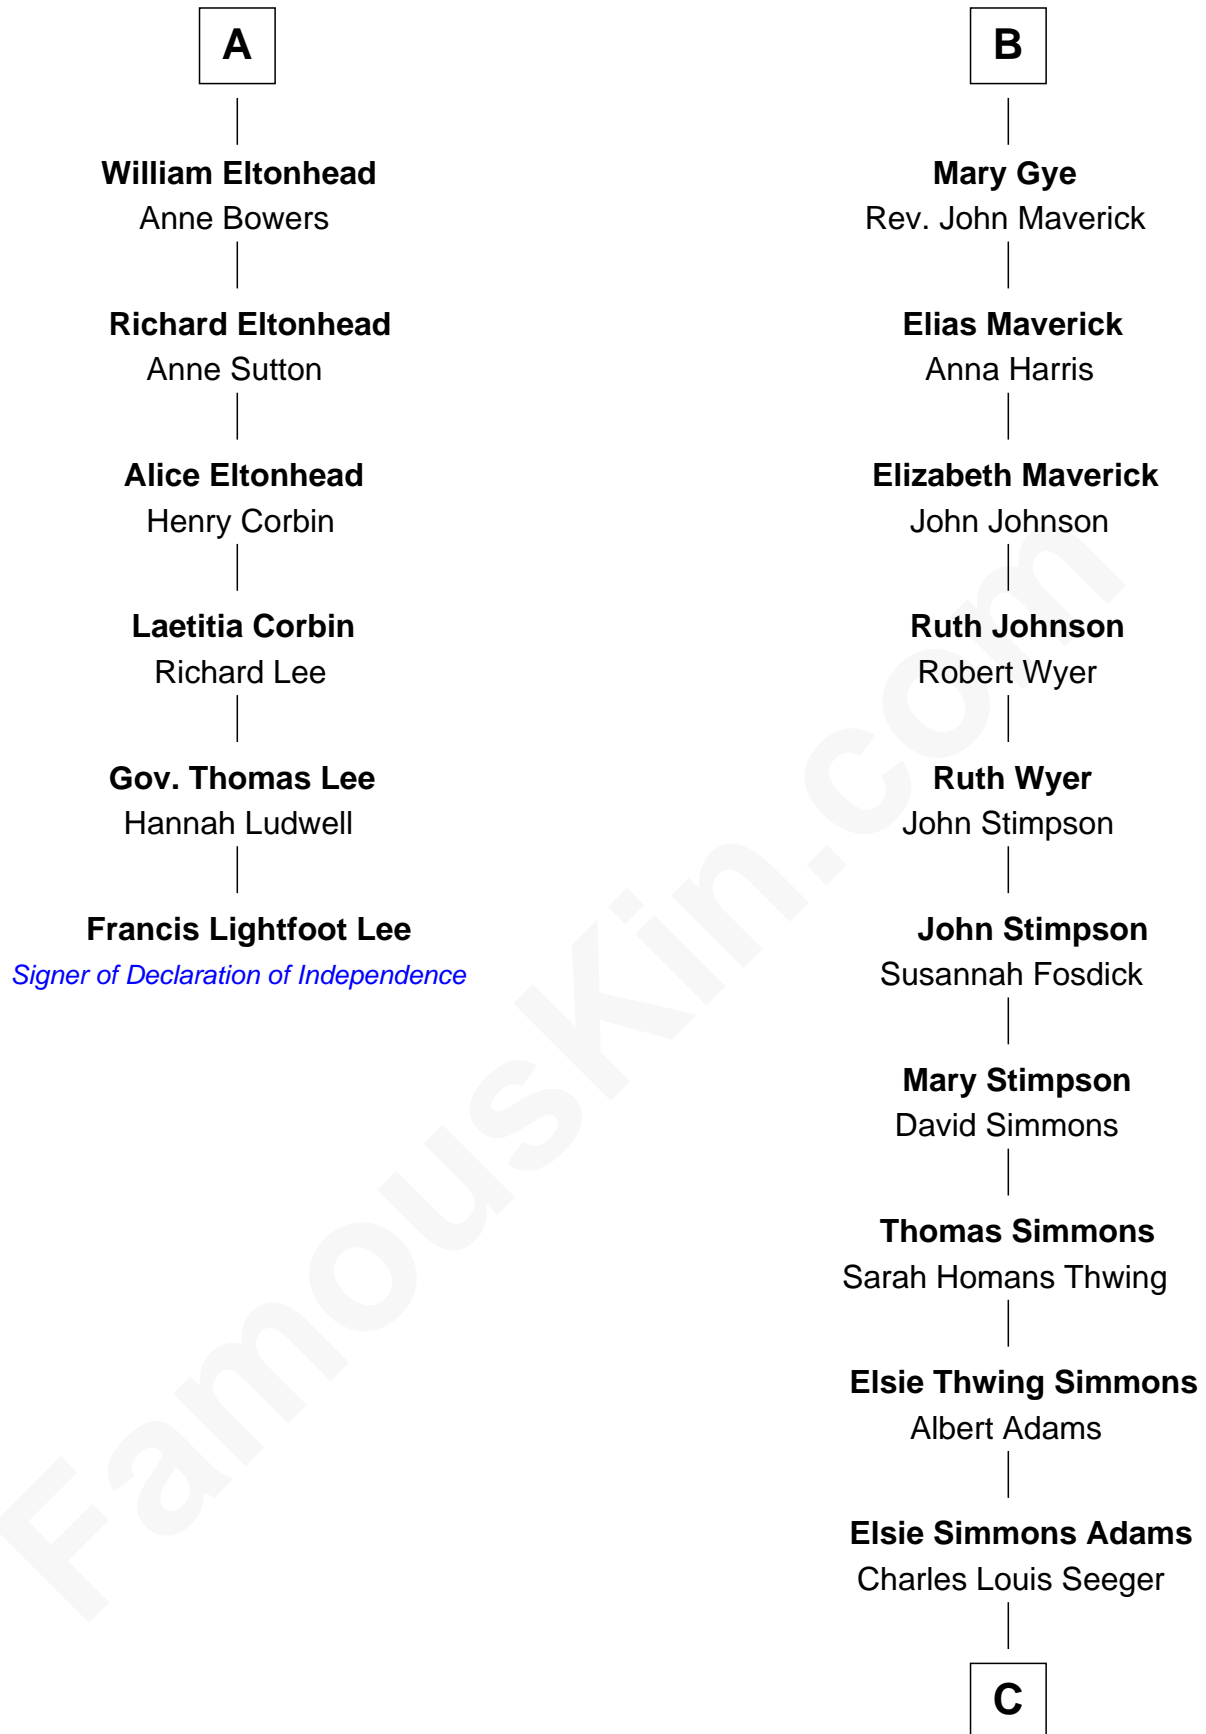 A
William Eltonhead
Anne Bowers
Richard Eltonhead
Anne Sutton
Alice Eltonhead
Henry Corbin
Laetitia Corbin
Richard Lee
Gov. Thomas Lee
Hannah Ludwell
Francis Lightfoot Lee
Signer of Declaration of Independence
B
Mary Gye
Rev. John Maverick
Elias Maverick
Anna Harris
Elizabeth Maverick
John Johnson
Ruth Johnson
Robert Wyer
Ruth Wyer
John Stimpson
John Stimpson
Susannah Fosdick
Mary Stimpson
David Simmons
Thomas Simmons
Sarah Homans Thwing
Elsie Thwing Simmons
Albert Adams
Elsie Simmons Adams
Charles Louis Seeger
C
FamousKin.com